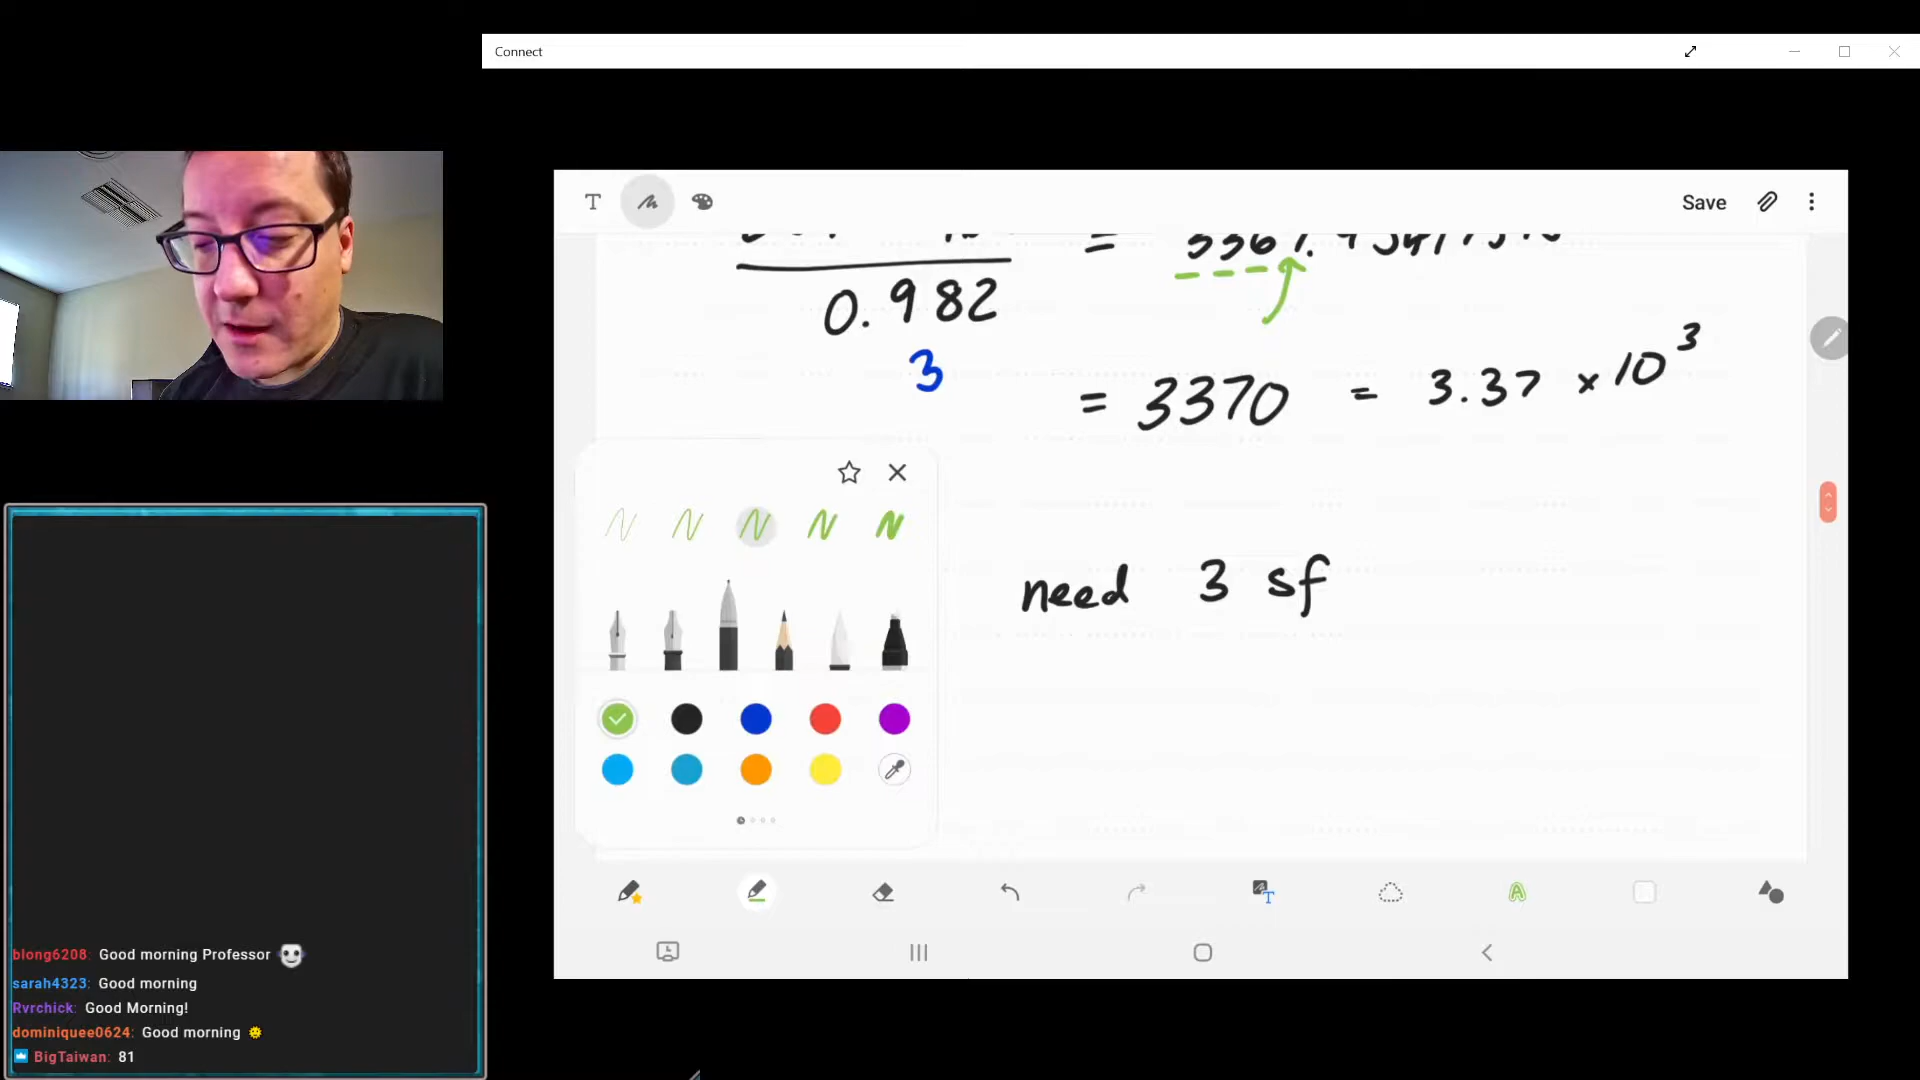 Connect
T Save
=
0.982
3
= 3370 = 3.37 × 10³
need 3 sf
blong6208: Good morning Professor
sarah4323: Good morning
Rvrchick: Good Morning!
dominiquee0624: Good morning
BigTaiwan: 81